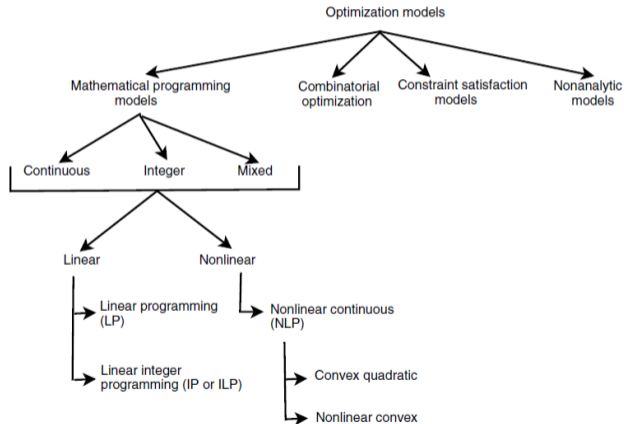 Optimization models
Mathematical programming
models
Combinatorial
optimization
Constraint satisfaction
models
Nonanalytic
models
Continuous
Integer
Mixed
Linear
Nonlinear
Linear programming
(LP)
Nonlinear continuous
(NLP)
Linear integer
programming (IP or ILP)
Convex quadratic
Nonlinear convex